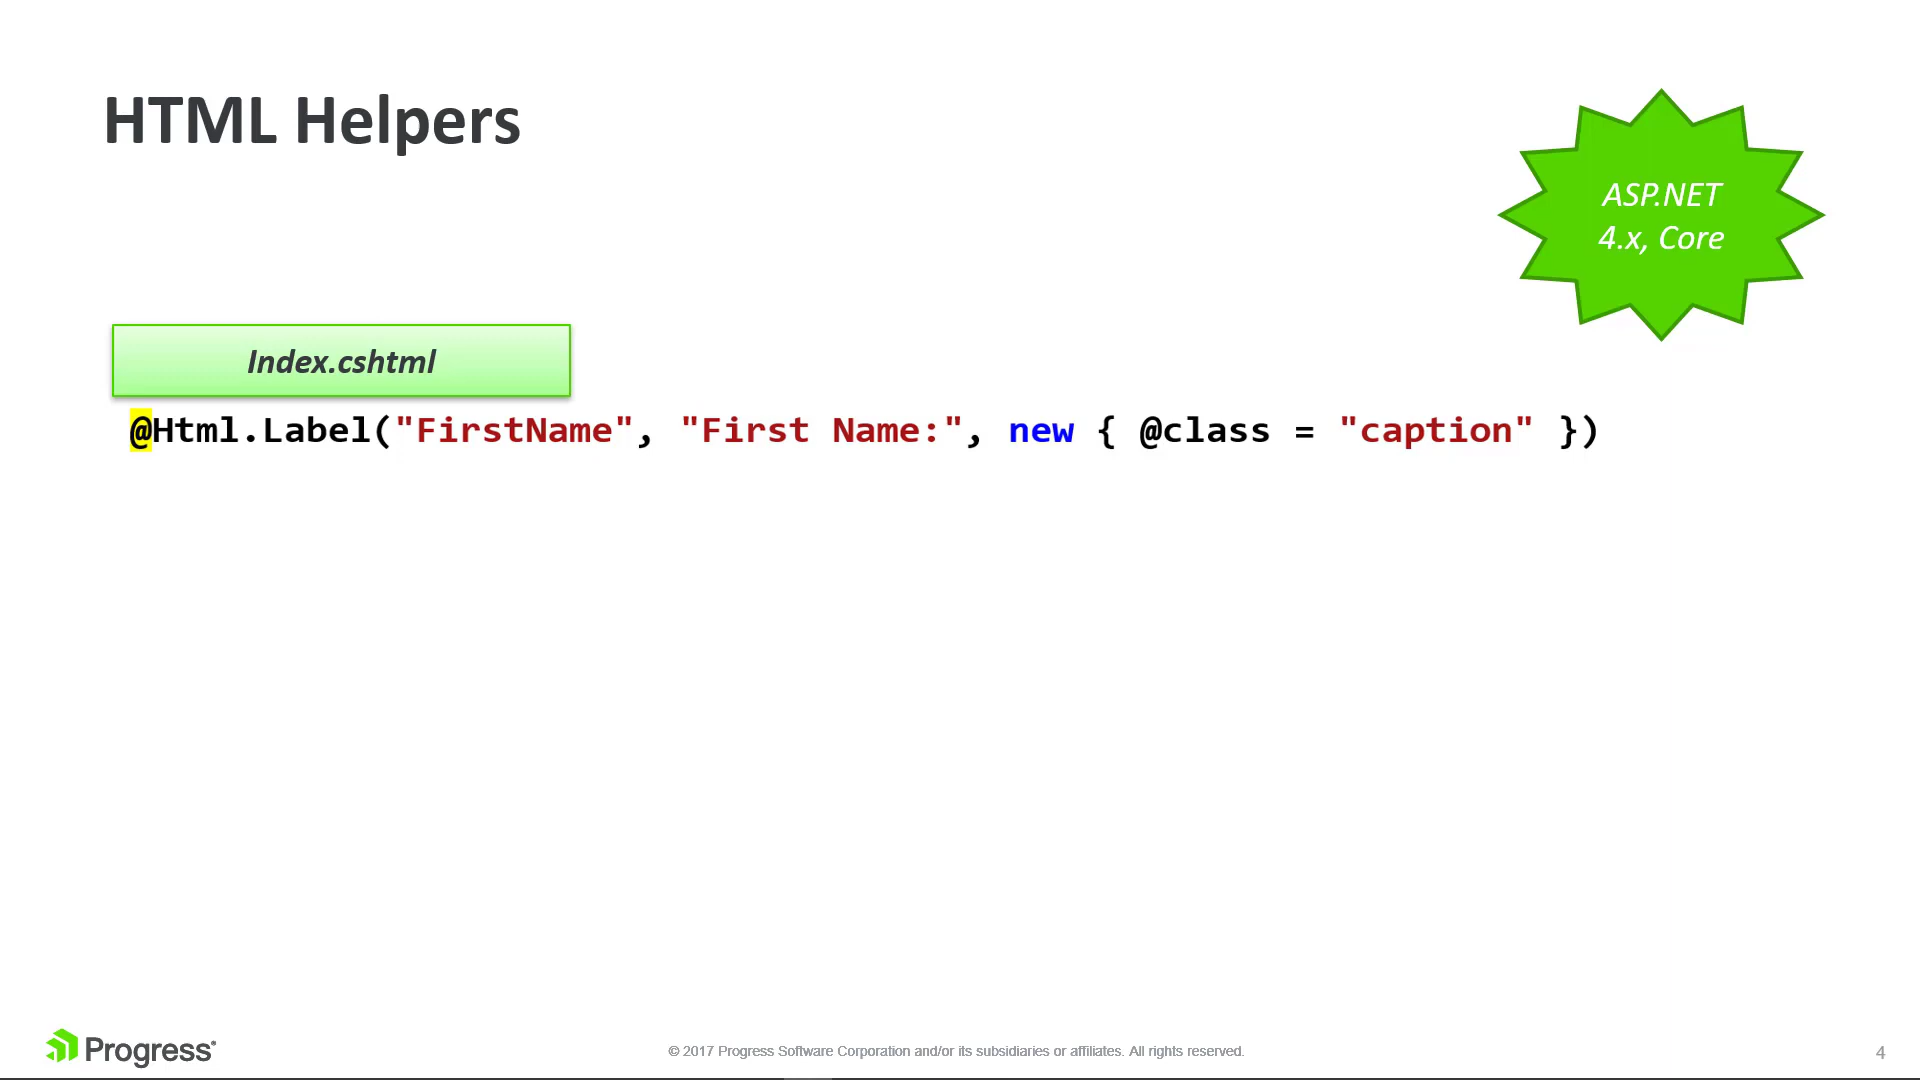 HTML Helpers
ASP.NET
4.x, Core
Index.cshtml
@Html.Label("FirstName", "First Name:", new { @class = "caption" })
Progress®
© 2017 Progress Software Corporation and/or its subsidiaries or affiliates. All rights reserved.
4